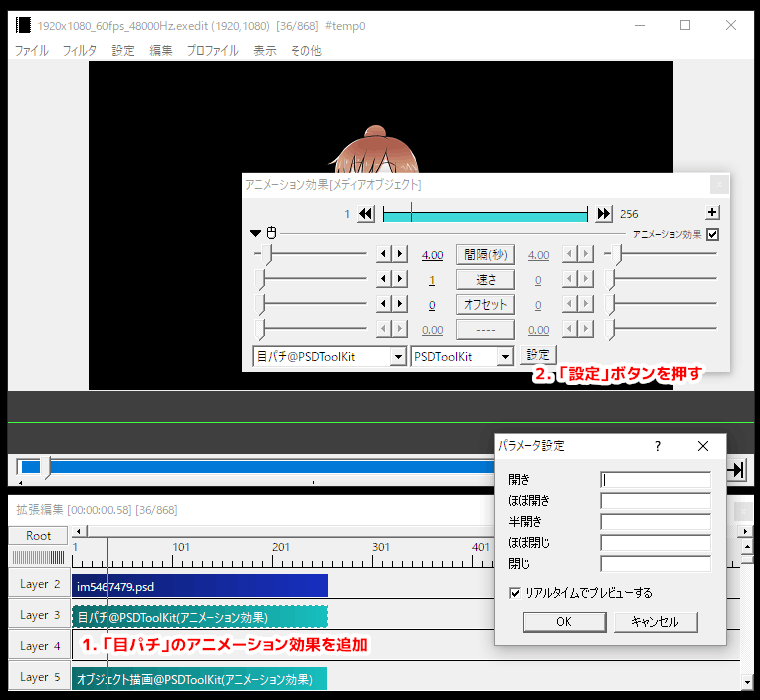 1920x1080_60fps_48000Hz.exedit (1920,1080) [36/868] #temp0
ファイル フィルタ 設定 編集 プロファイル 表示 その他
アニメーション効果[メディアオブジェクト]
1 256
アニメーション効果
4.00 間隔(秒) 4.00
1 速さ 0
0 オフセット 0
0.00 ---- 0.00
目パチ@PSDToolKit PSDToolKit 設定
2. 「設定」ボタンを押す
パラメータ設定 ?
開き
ほぼ開き
半開き
ほぼ閉じ
閉じ
リアルタイムでプレビューする
OK キャンセル
拡張編集 [00:00:00.58] [36/868]
Root 1 101 201 301 401
Layer 2 im5467479.psd
Layer 3 目パチ@PSDToolKit(アニメーション効果)
Layer 4 1. 「目パチ」のアニメーション効果を追加
Layer 5 オブジェクト描画@PSDToolKit(アニメーション効果)